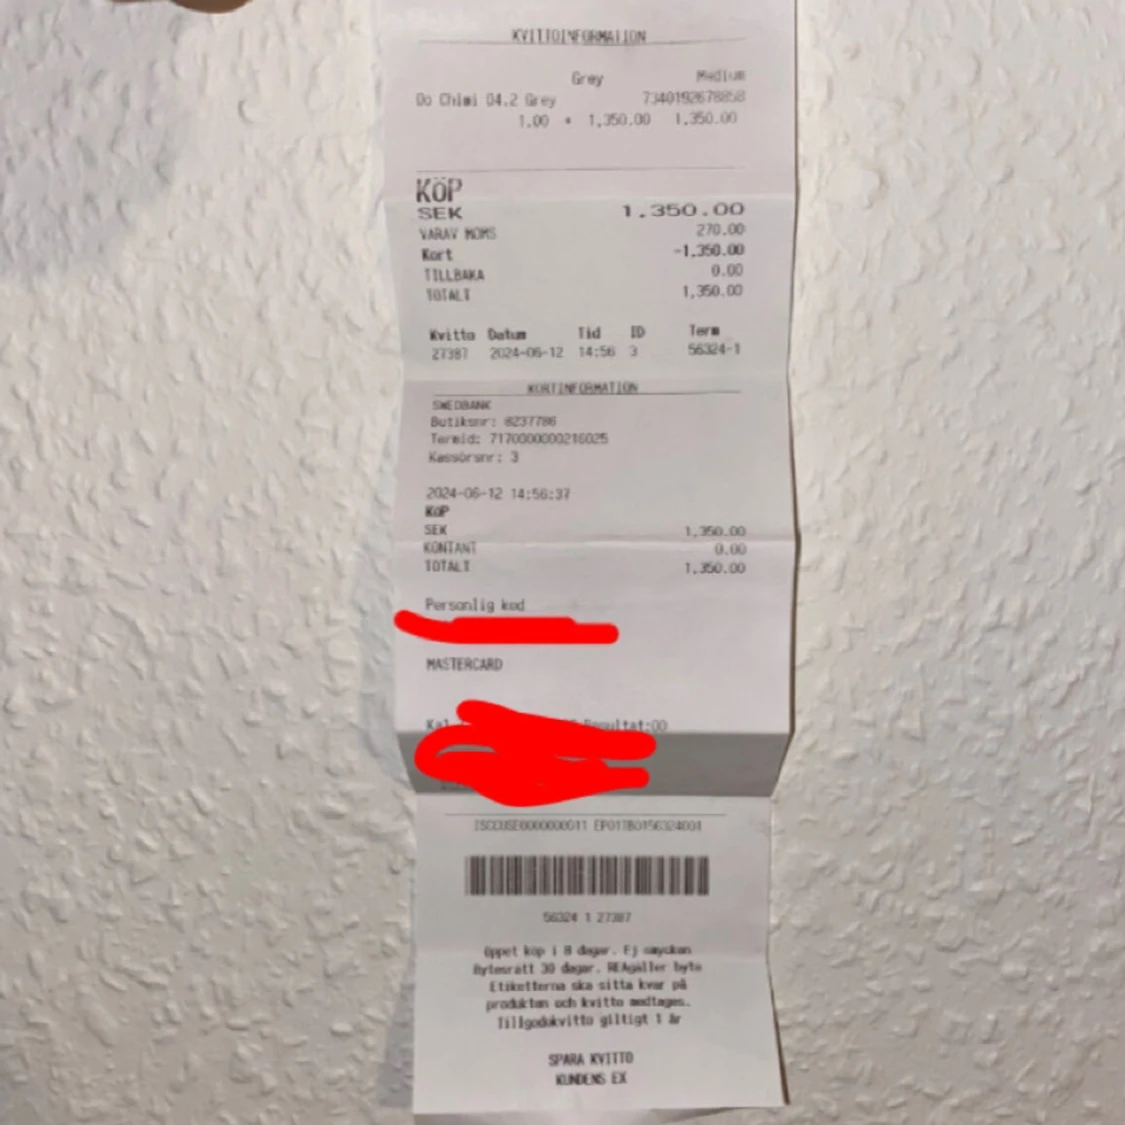 KVITTOINFORMATION
Grey Medium
Oo Chimi 04.2 Grey 7340192678858
1.00 * 1,350.00 1,350.00
KöP
SEK 1,350.00
VARAV MOMS 270.00
Kort -1,350.00
TILLBAKA 0.00
TOTALT 1,350.00
Kvitto Datum Tid ID Term
27387 2024-06-12 14:56 3 56324-1
KORTINFORMATION
SWEDBANK
Butiksnr: 8237786
Termid: 7170000000216025
Kassörsnr: 3
2024-06-12 14:56:37
KöP
SEK 1,350.00
KONTANT 0.00
TOTALT 1,350.00
Personlig kod
MASTERCARD
Resultat:00
56324 1 27387
öppet köp i 8 dagar. Ej smycken
Bytesrätt 30 dagar. REAgäller byte
Etiketterna ska sitta kvar på
produkten och kvitto medtages.
Tillgodokvitto giltigt 1 år
SPARA KVITTO
KUNDENS EX